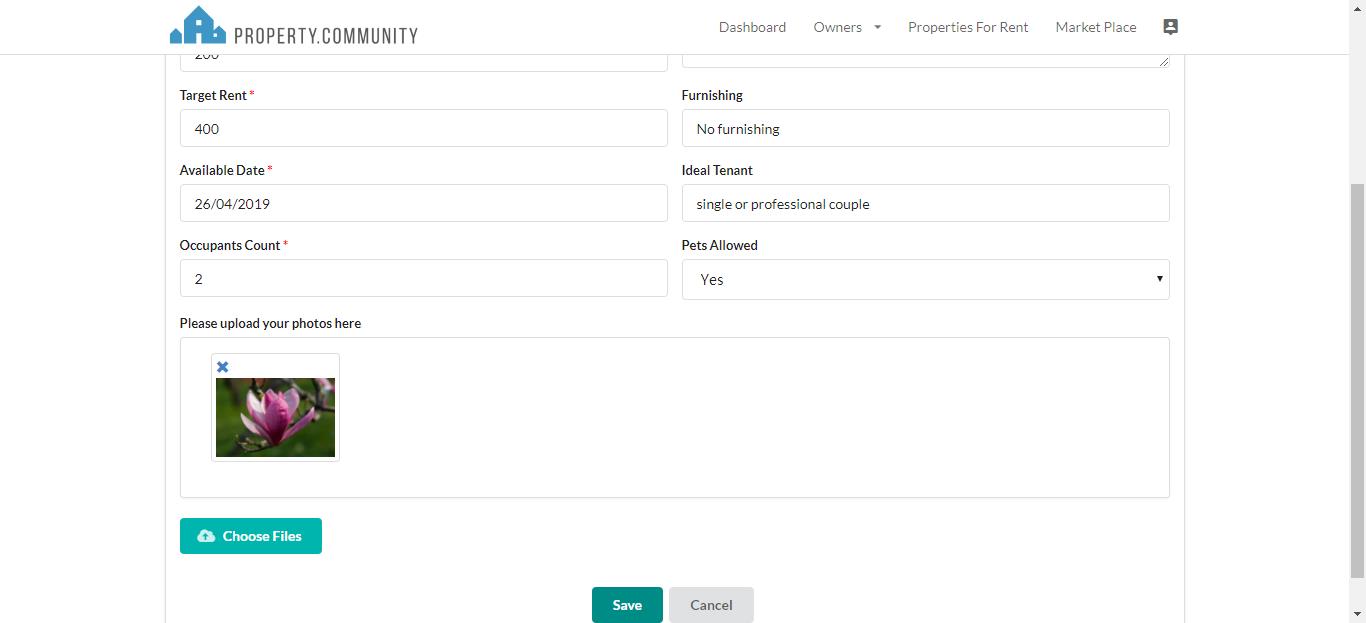 PROPERTY.COMMUNITY
Dashboard Owners Properties For Rent Market Place
200
Target Rent * Furnishing
400 No furnishing
Available Date * Ideal Tenant
26/04/2019 single or professional couple
Occupants Count * Pets Allowed
2 Yes
Please upload your photos here
Choose Files
Save Cancel